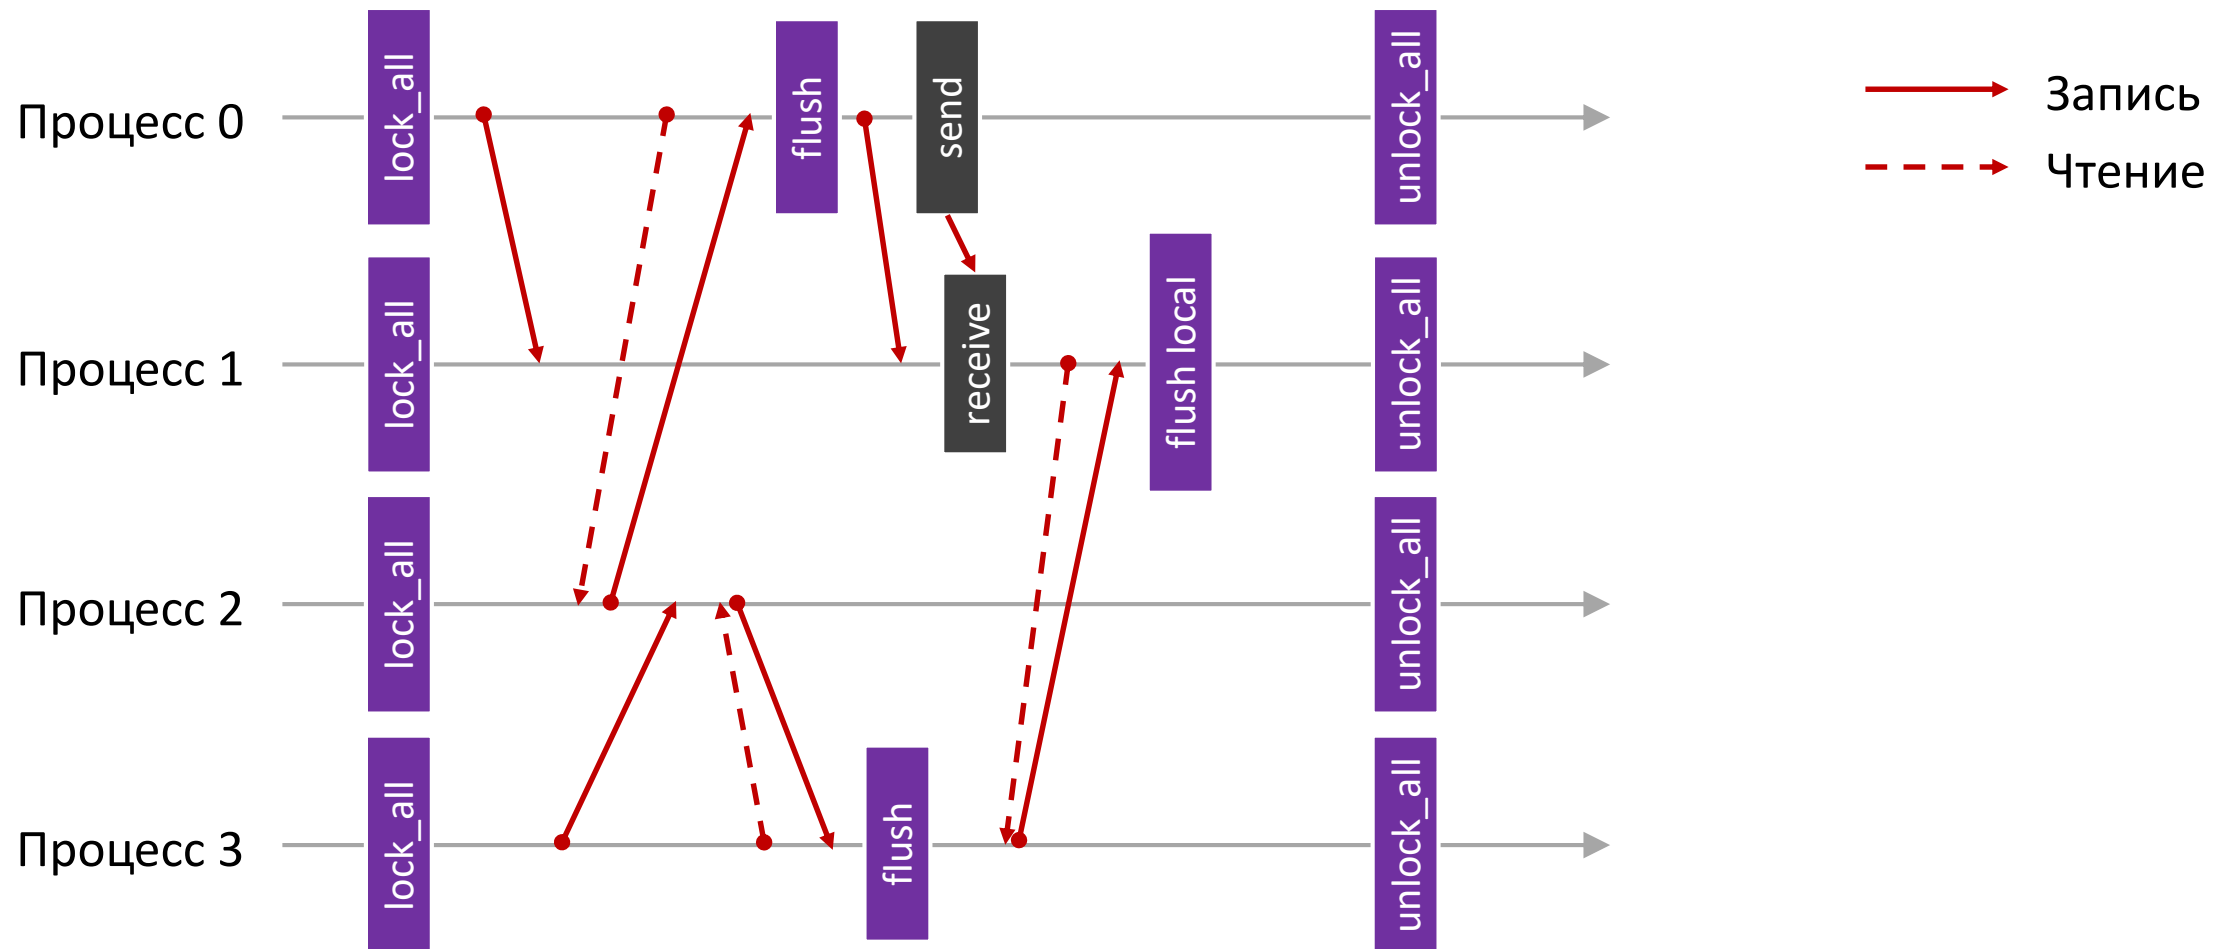 Процесс 0
lock_all
flush
send
unlock_all
Запись
Чтение
Процесс 1
lock_all
receive
flush local
unlock_all
Процесс 2
lock_all
unlock_all
Процесс 3
lock_all
flush
unlock_all